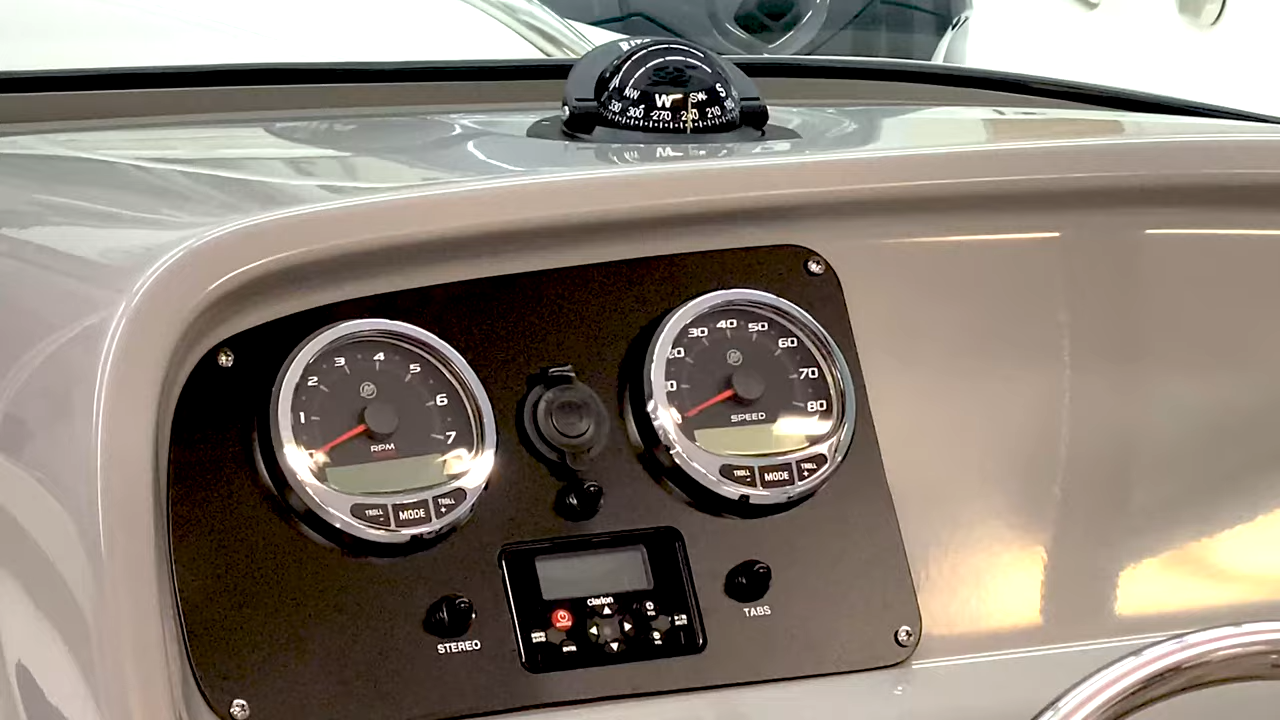 NW W SW S
330 300 270 240 210
1 2 3 4 5 6 7
RPM
TROLL - MODE TROLL +
20 30 40 50 60 70 80
SPEED
TROLL - MODE TROLL +
Clarion
STEREO
TABS